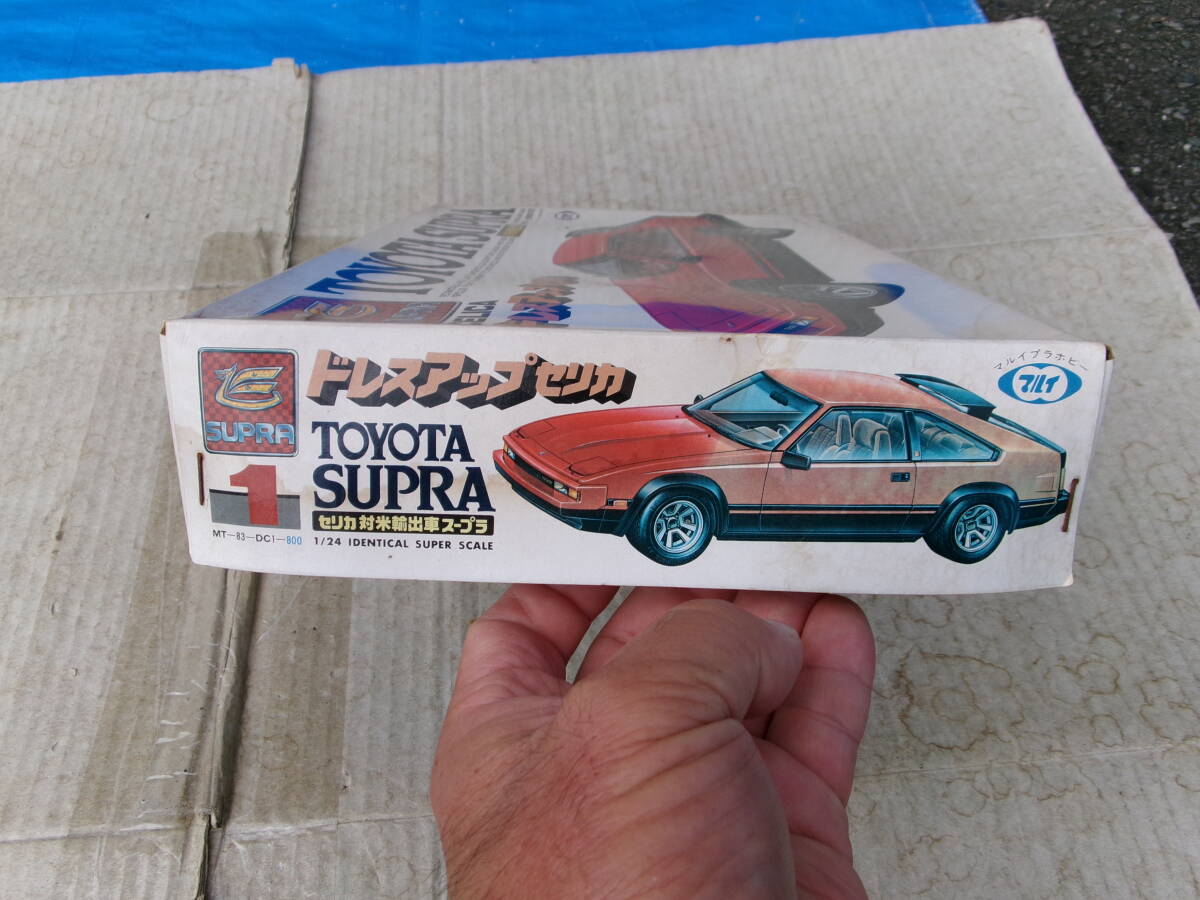 TOYOTA SUPRA
ドレスアップセリカ
マルイプラホビー
マルイ
SUPRA
TOYOTA
SUPRA
セリカ対米輸出車スープラ
1
MT-83-DC1-800
1/24 IDENTICAL SUPER SCALE